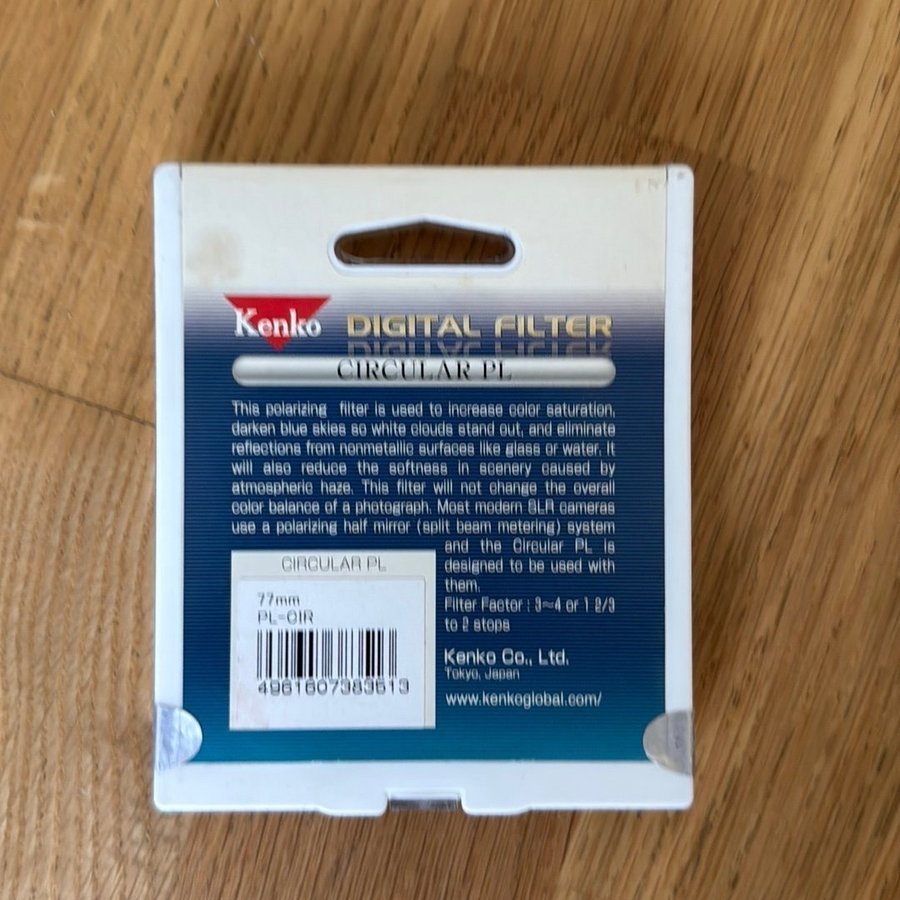 Kenko
DIGITAL FILTER
CIRCULAR PL
This polarizing filter is used to increase color saturation,
darken blue skies so white clouds stand out, and eliminate
reflections from nonmetallic surfaces like glass or water. It
will also reduce the softness in scenery caused by
atmospheric haze. This filter will not change the overall
color balance of a photograph. Most modern SLR cameras
use a polarizing half mirror (split beam metering) system
and the Circular PL is
designed to be used with
them.
Filter Factor : 3~4 or 1 2/3
to 2 stops
Kenko Co., Ltd.
Tokyo, Japan
www.kenkoglobal.com/
CIRCULAR PL
77mm
PL-CIR
4961607383513